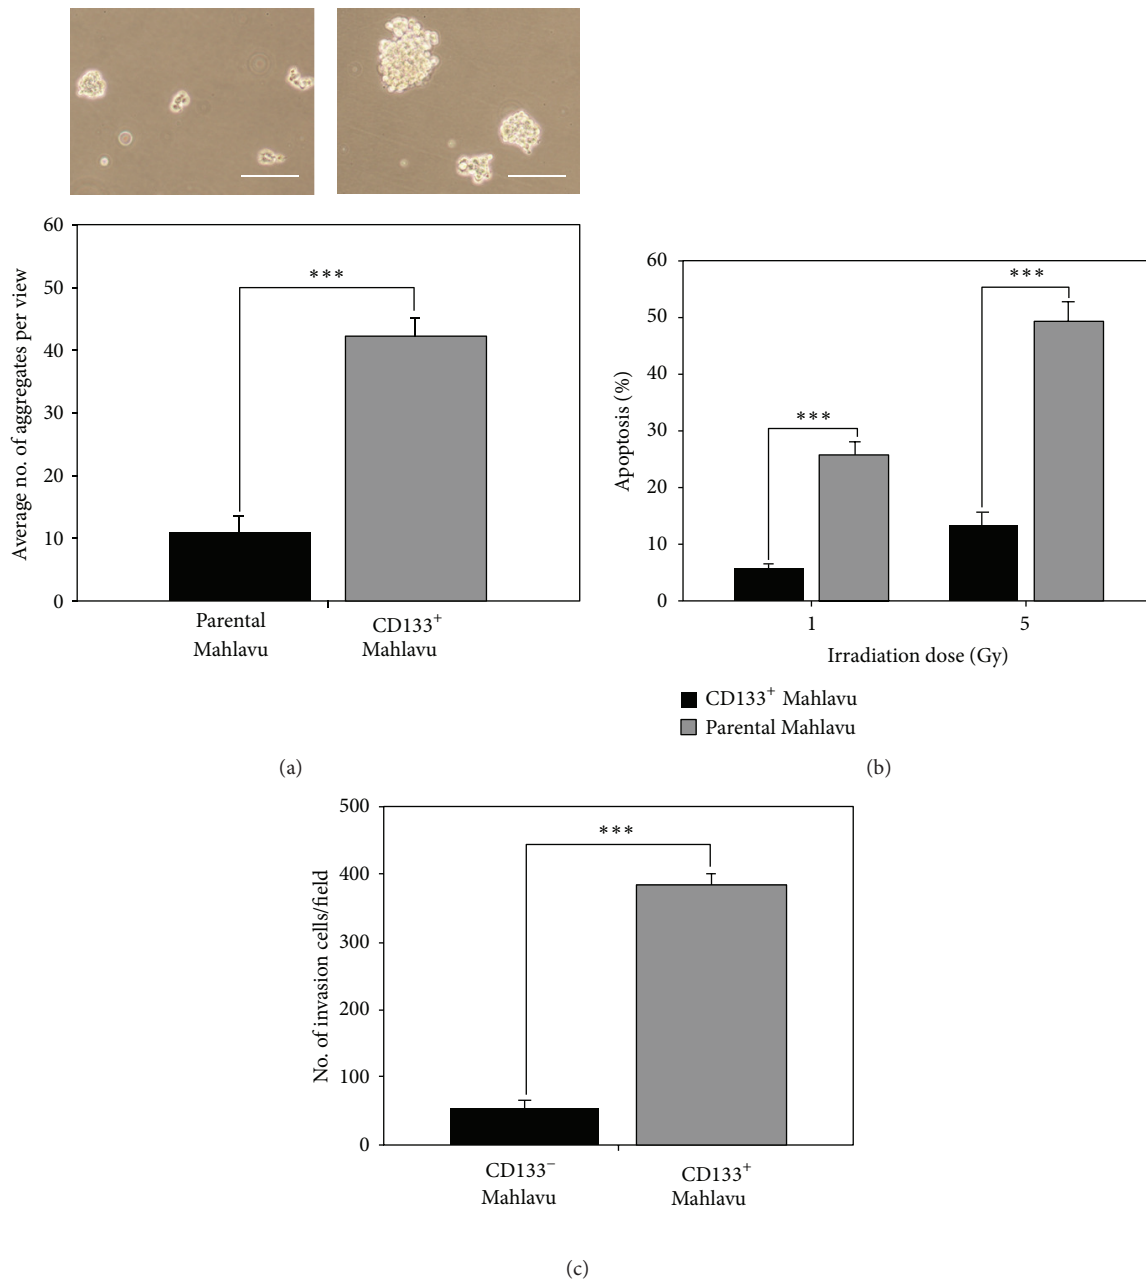 60
50
40
30
20
10
0
Average no. of aggregates per view
***
Parental
Mahlavu
CD133⁺
Mahlavu
(a)
60
50
40
30
20
10
0
Apoptosis (%)
***
***
1
5
Irradiation dose (Gy)
CD133⁺ Mahlavu
Parental Mahlavu
(b)
500
400
300
200
100
0
No. of invasion cells/field
***
CD133⁻
Mahlavu
CD133⁺
Mahlavu
(c)